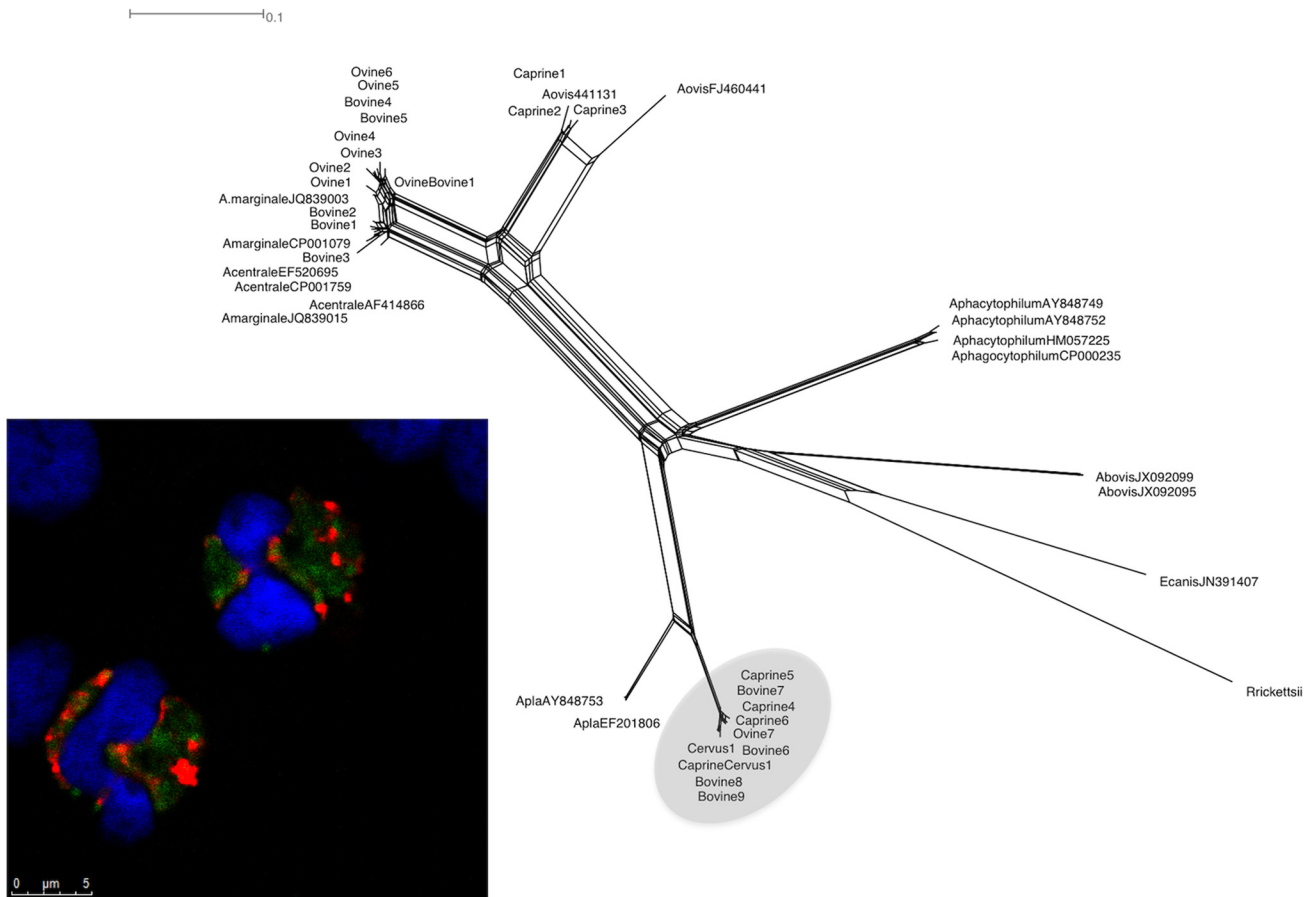 0.1
Ovine6
Ovine5
Bovine4
Bovine5
Ovine4
Ovine3
Ovine2
Ovine1
OvineBovine1
A.marginaleJQ839003
Bovine2
Bovine1
AmarginaleCP001079
Bovine3
AcentraleEF520695
AcentraleCP001759
AcentraleAF414866
AmarginaleJQ839015
Caprine1
Aovis441131
Caprine2 Caprine3
AovisFJ460441
AphacytophilumAY848749
AphacytophilumAY848752
AphacytophilumHM057225
AphagocytophilumCP000235
AbovisJX092099
AbovisJX092095
EcanisJN391407
Rrickettsii
AplaAY848753
AplaEF201806
Caprine5
Bovine7
Caprine4
Caprine6
Ovine7
Cervus1 Bovine6
CaprineCervus1
Bovine8
Bovine9
0 μm 5